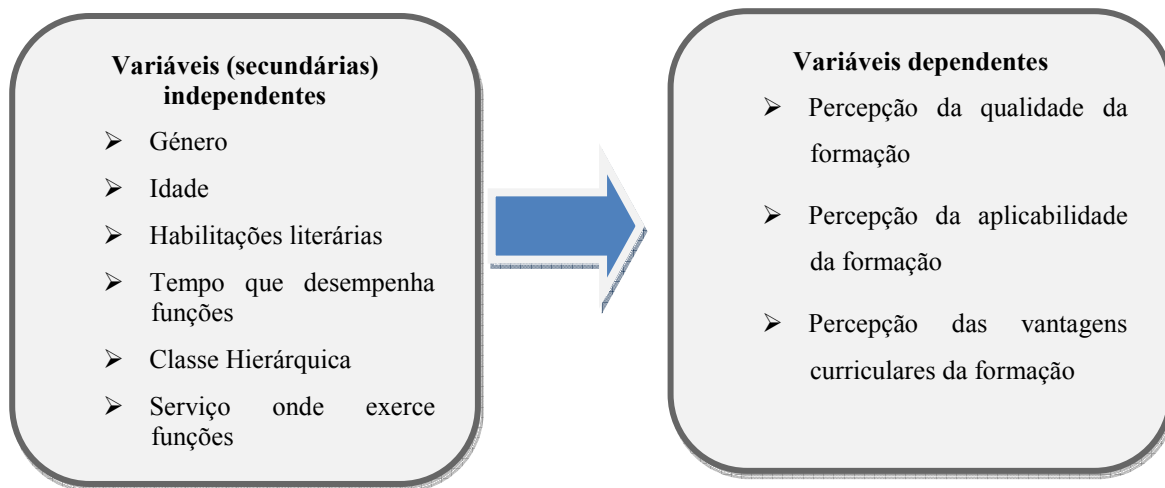 Variáveis (secundárias)
independentes
➢ Género
➢ Idade
➢ Habilitações literárias
➢ Tempo que desempenha
funções
➢ Classe Hierárquica
➢ Serviço onde exerce
funções
Variáveis dependentes
➢ Percepção da qualidade da
formação
➢ Percepção da aplicabilidade
da formação
➢ Percepção das vantagens
curriculares da formação